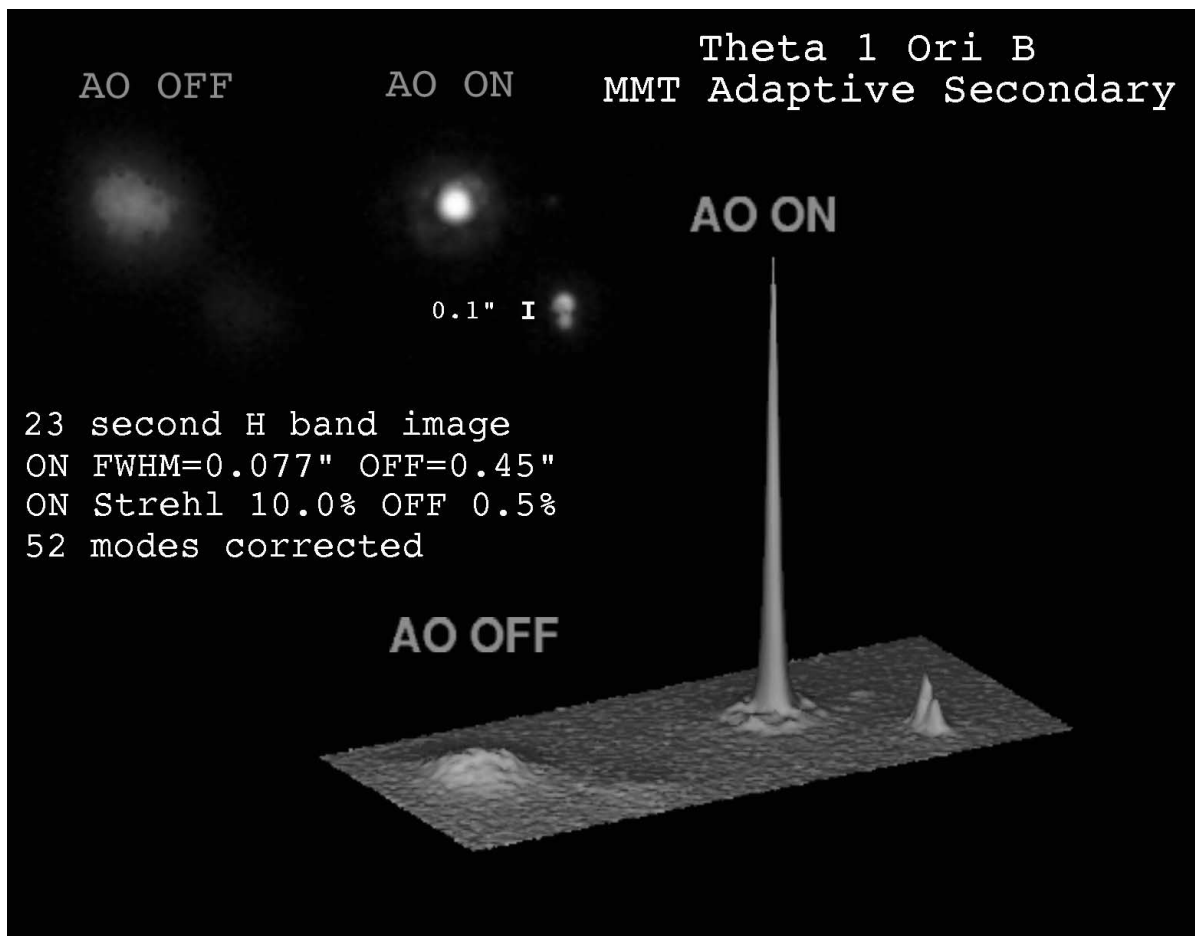 Theta 1 Ori B
MMT Adaptive Secondary
AO OFF
AO ON
AO ON
0.1" I
23 second H band image
ON FWHM=0.077" OFF=0.45"
ON Strehl 10.0% OFF 0.5%
52 modes corrected
AO OFF